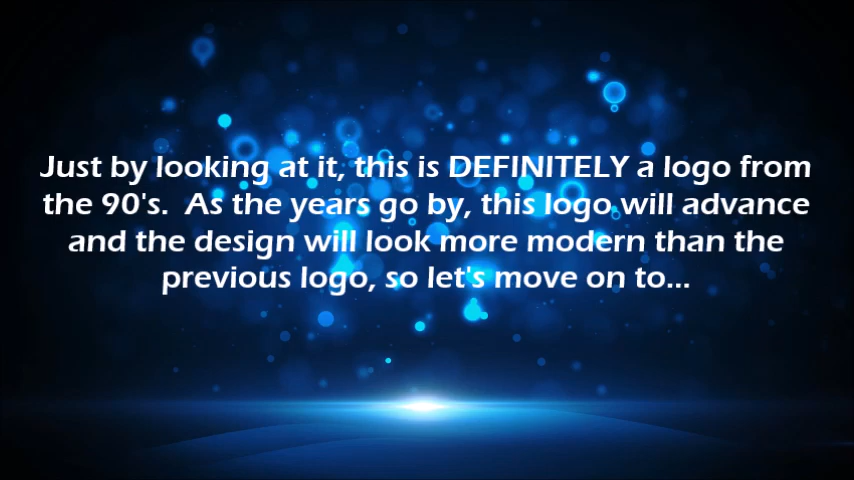 Just by looking at it, this is DEFINITELY a logo from
the 90's.  As the years go by, this logo will advance
and the design will look more modern than the
previous logo, so let's move on to...